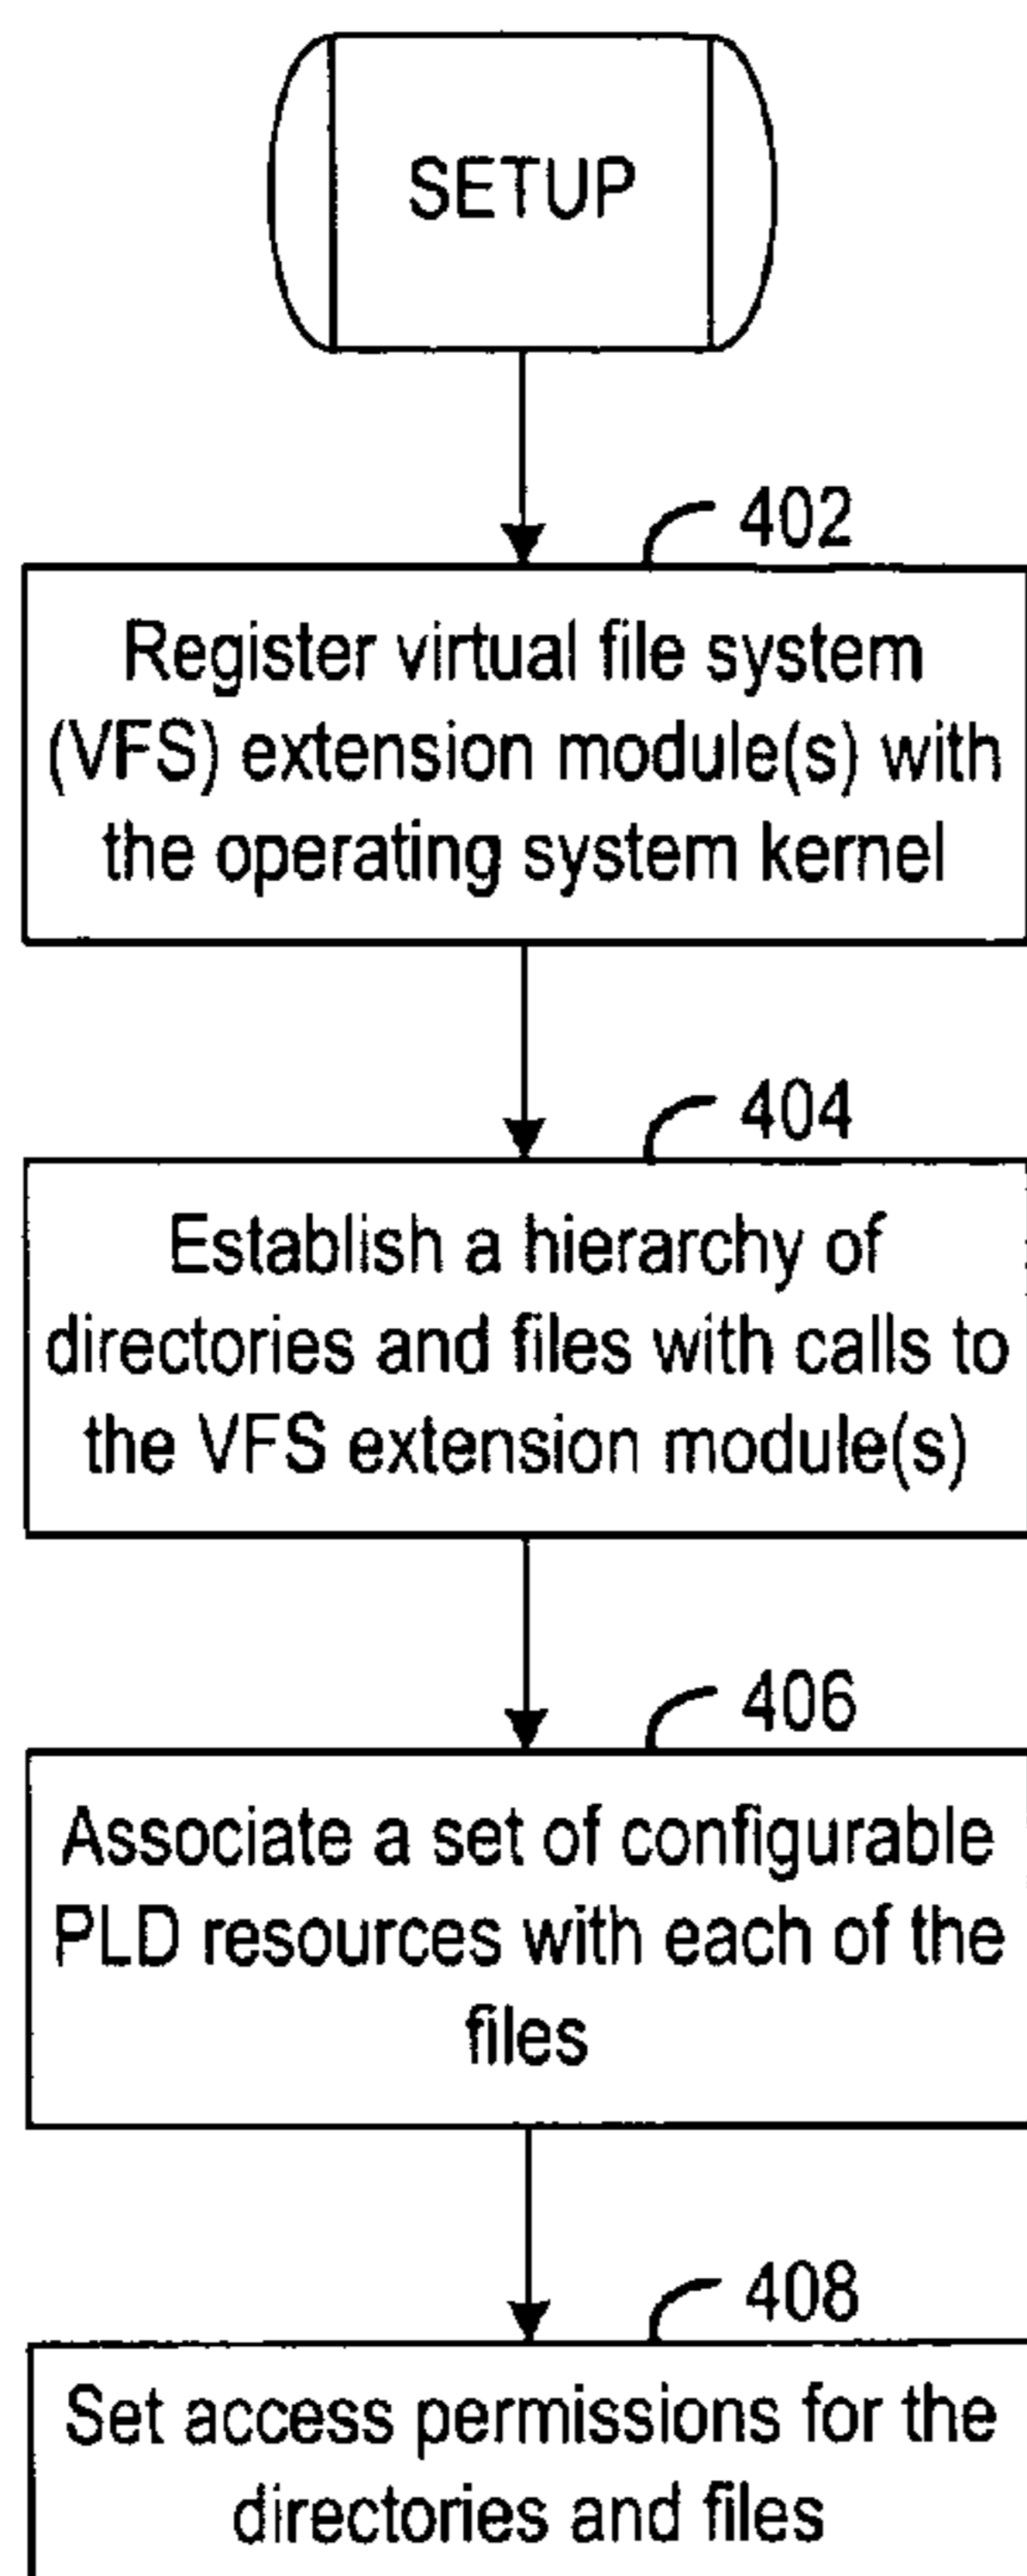 SETUP
402
Register virtual file system
(VFS) extension module(s) with
the operating system kernel
404
Establish a hierarchy of
directories and files with calls to
the VFS extension module(s)
406
Associate a set of configurable
PLD resources with each of the
files
408
Set access permissions for the
directories and files